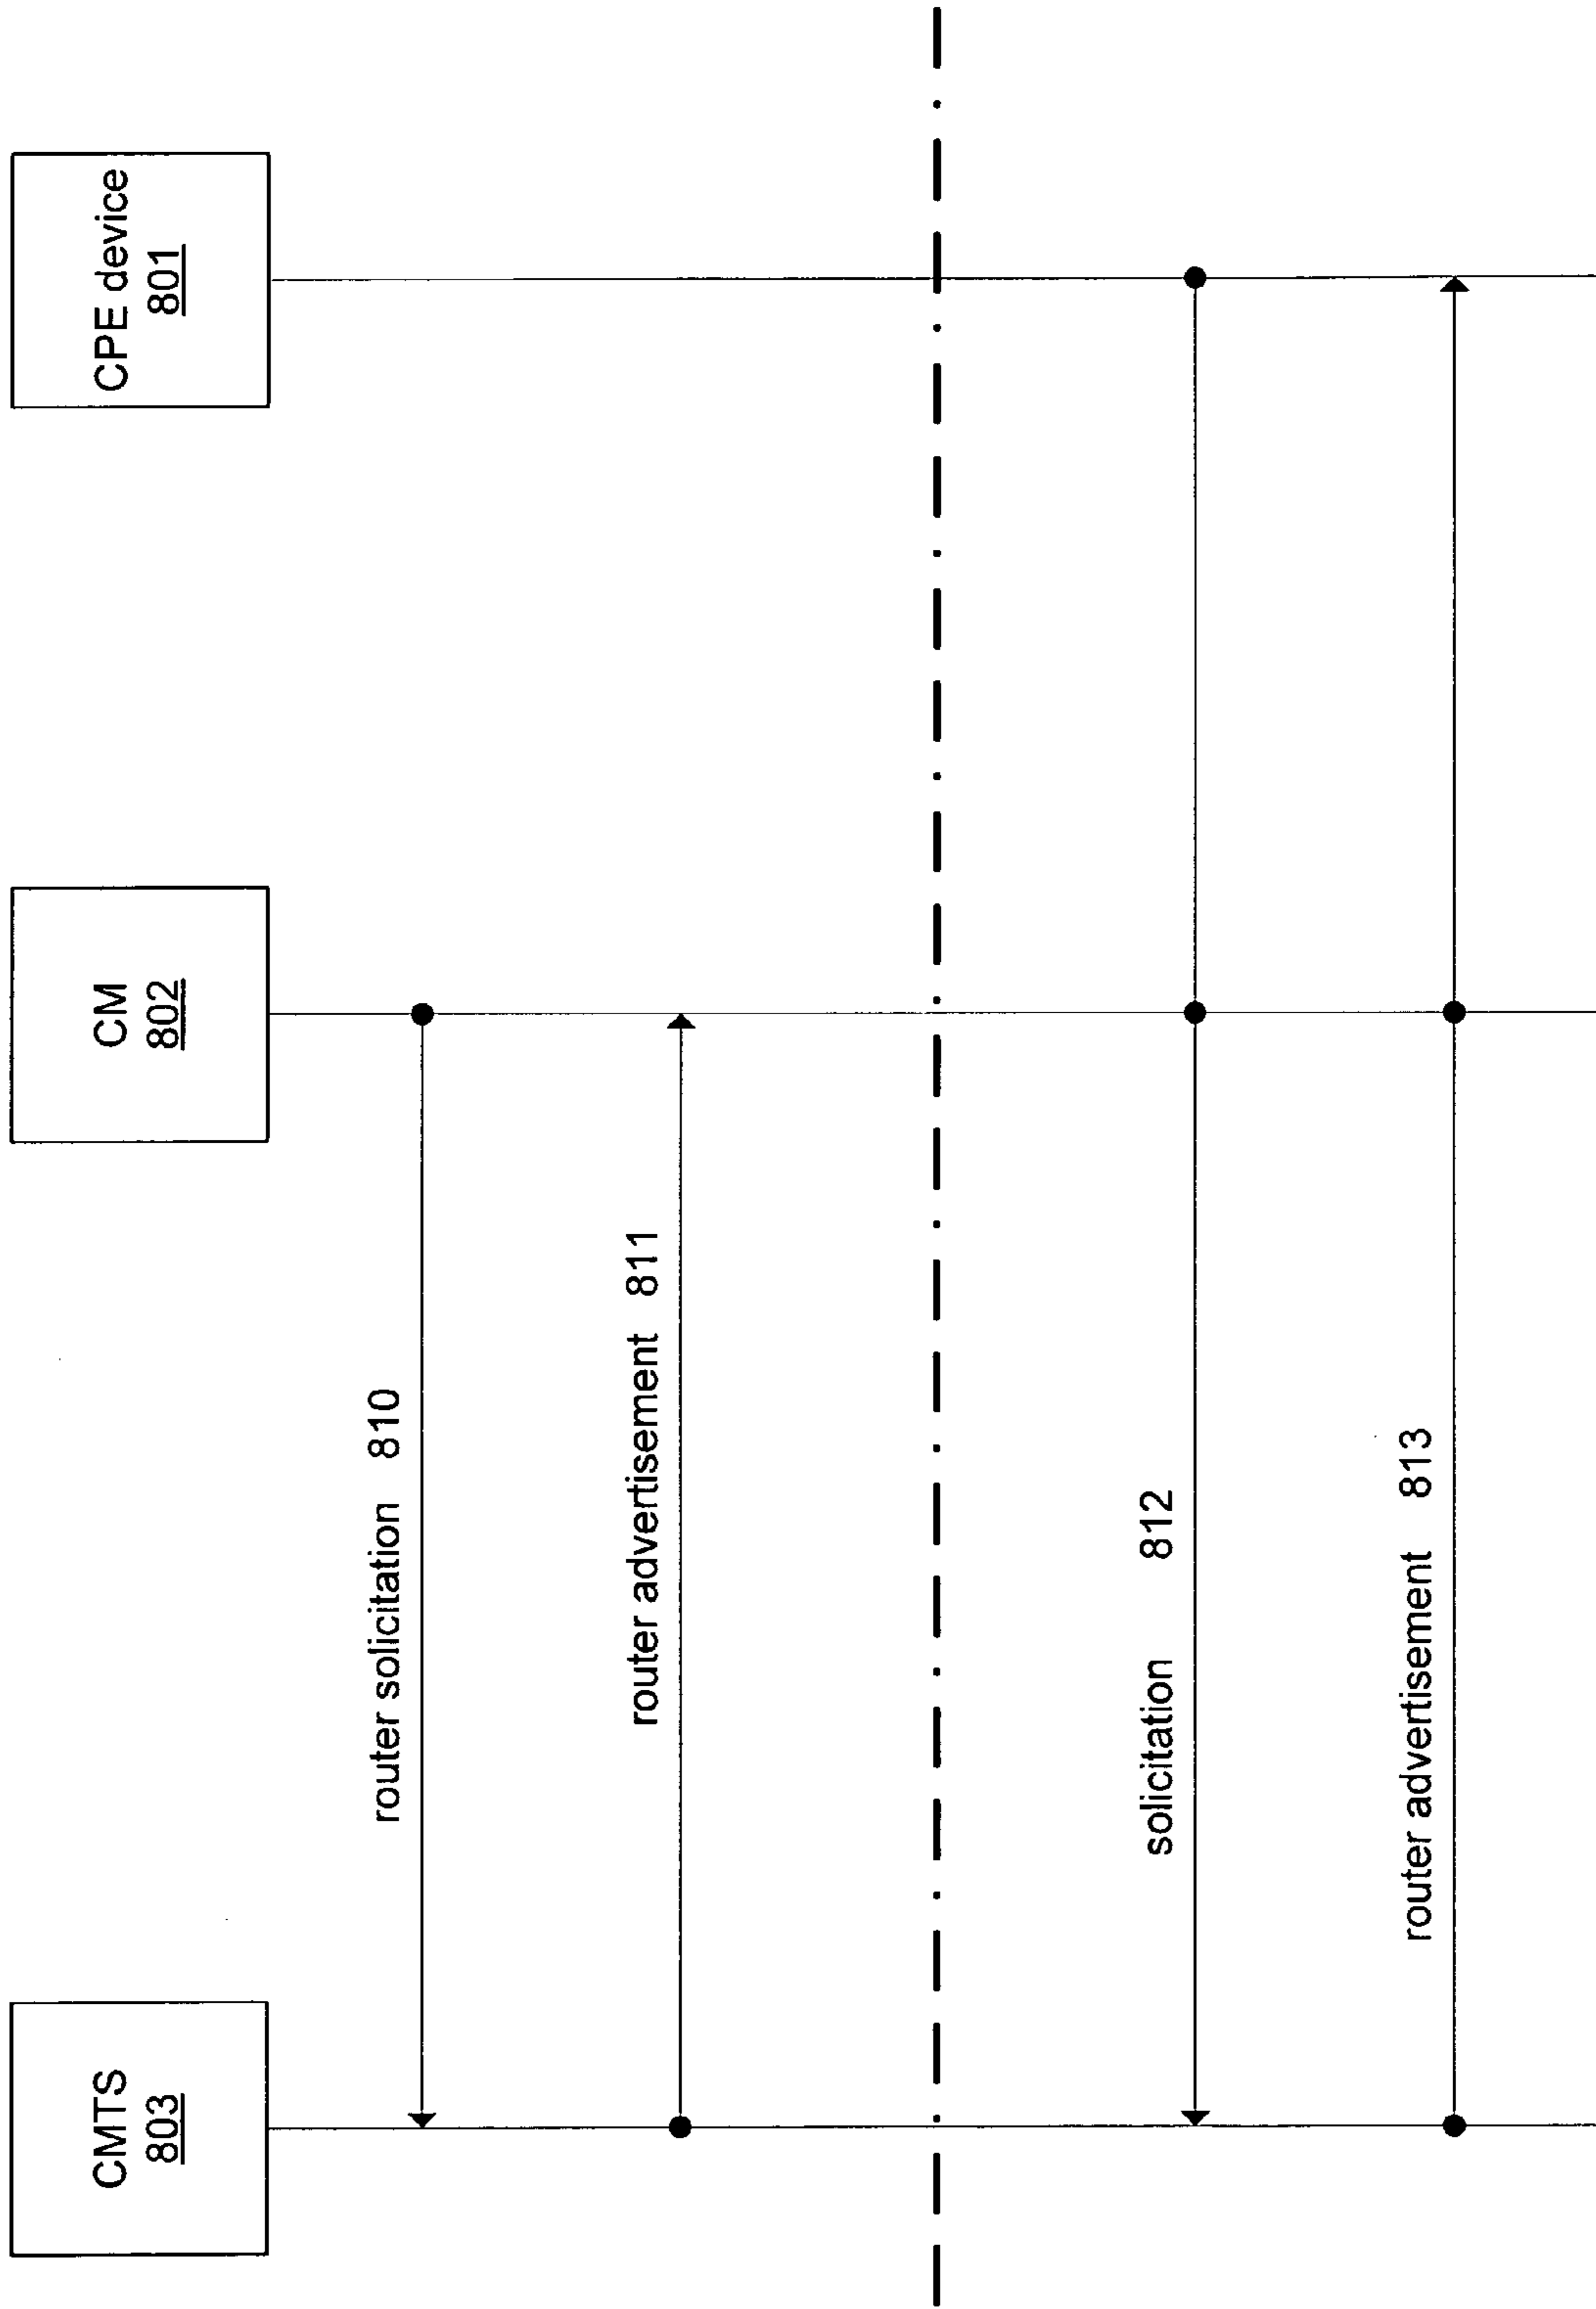 CMTS
803
CM
802
CPE device
801
router solicitation 810
router advertisement 811
solicitation 812
router advertisement 813